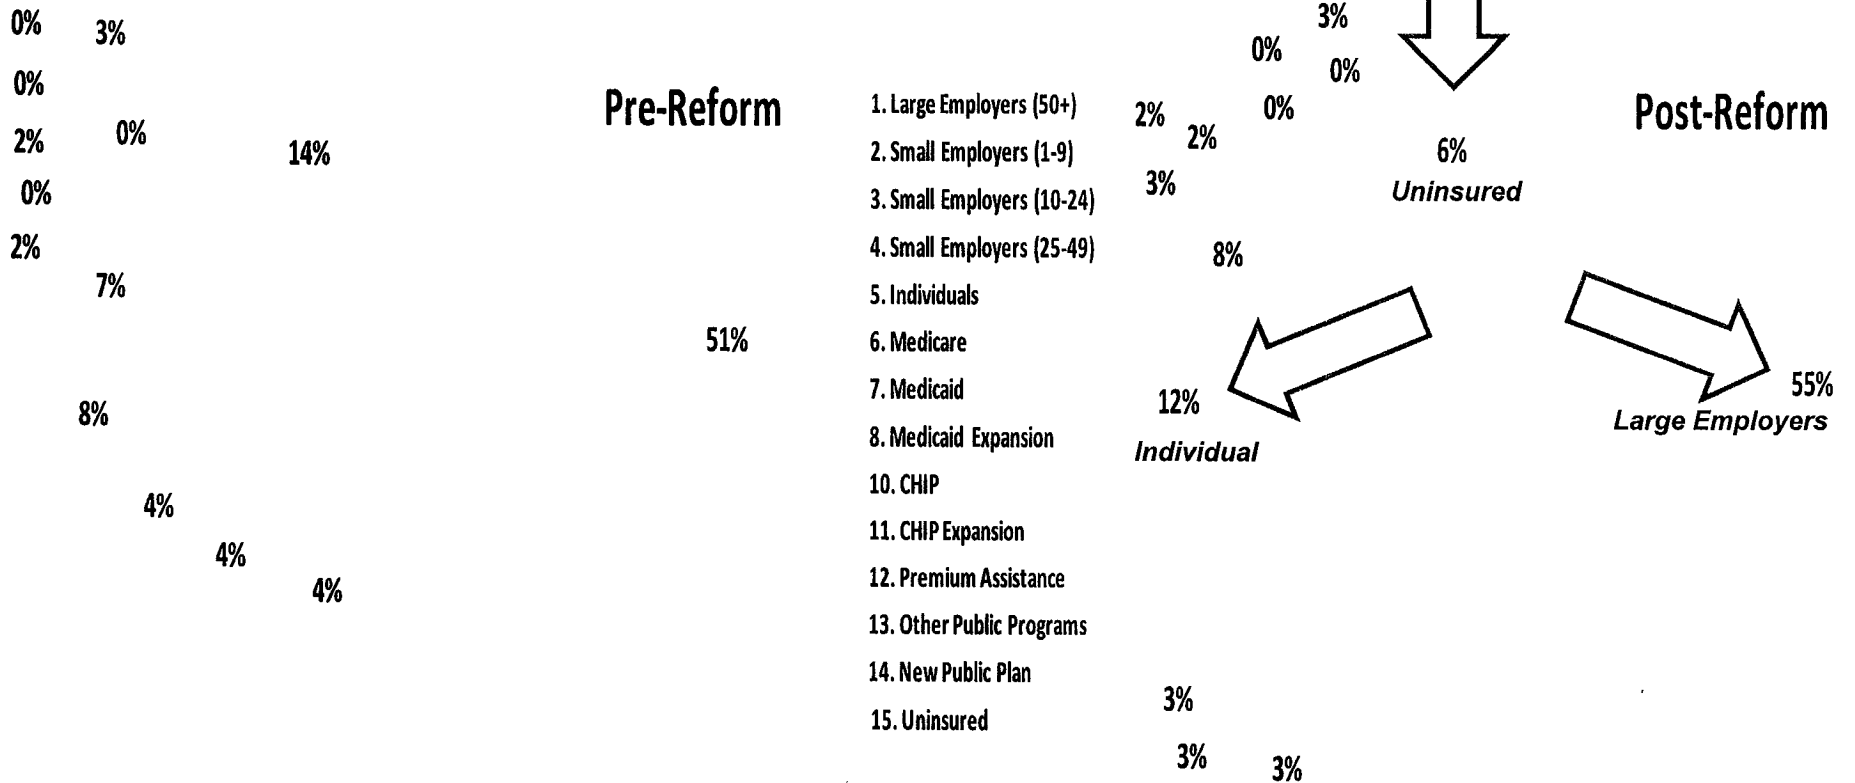 0%
3%
0%
2%
0%
14%
0%
2%
7%
51%
8%
4%
4%
4%
Pre-Reform
1. Large Employers (50+)
2. Small Employers (1-9)
3. Small Employers (10-24)
4. Small Employers (25-49)
5. Individuals
6. Medicare
7. Medicaid
8. Medicaid Expansion
10. CHIP
11. CHIP Expansion
12. Premium Assistance
13. Other Public Programs
14. New Public Plan
15. Uninsured
Post-Reform
3%
0%
0%
0%
2%
2%
3%
6%
Uninsured
8%
12%
Individual
55%
Large Employers
3%
3%
3%